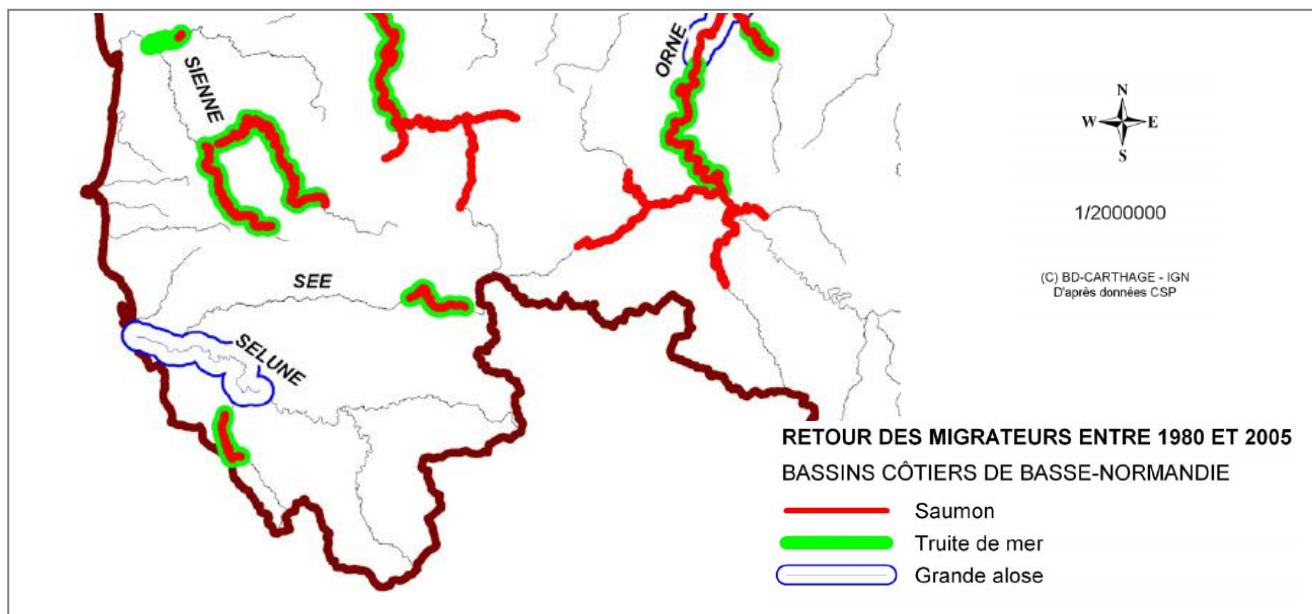 SIENNE
ORNE
N
W E
S
1/2000000
SEE
(C) BD-CARTHAGE - IGN
D'après données CSP
SELUNE
RETOUR DES MIGRATEURS ENTRE 1980 ET 2005
BASSINS CÔTIERS DE BASSE-NORMANDIE
Saumon
Truite de mer
Grande alose